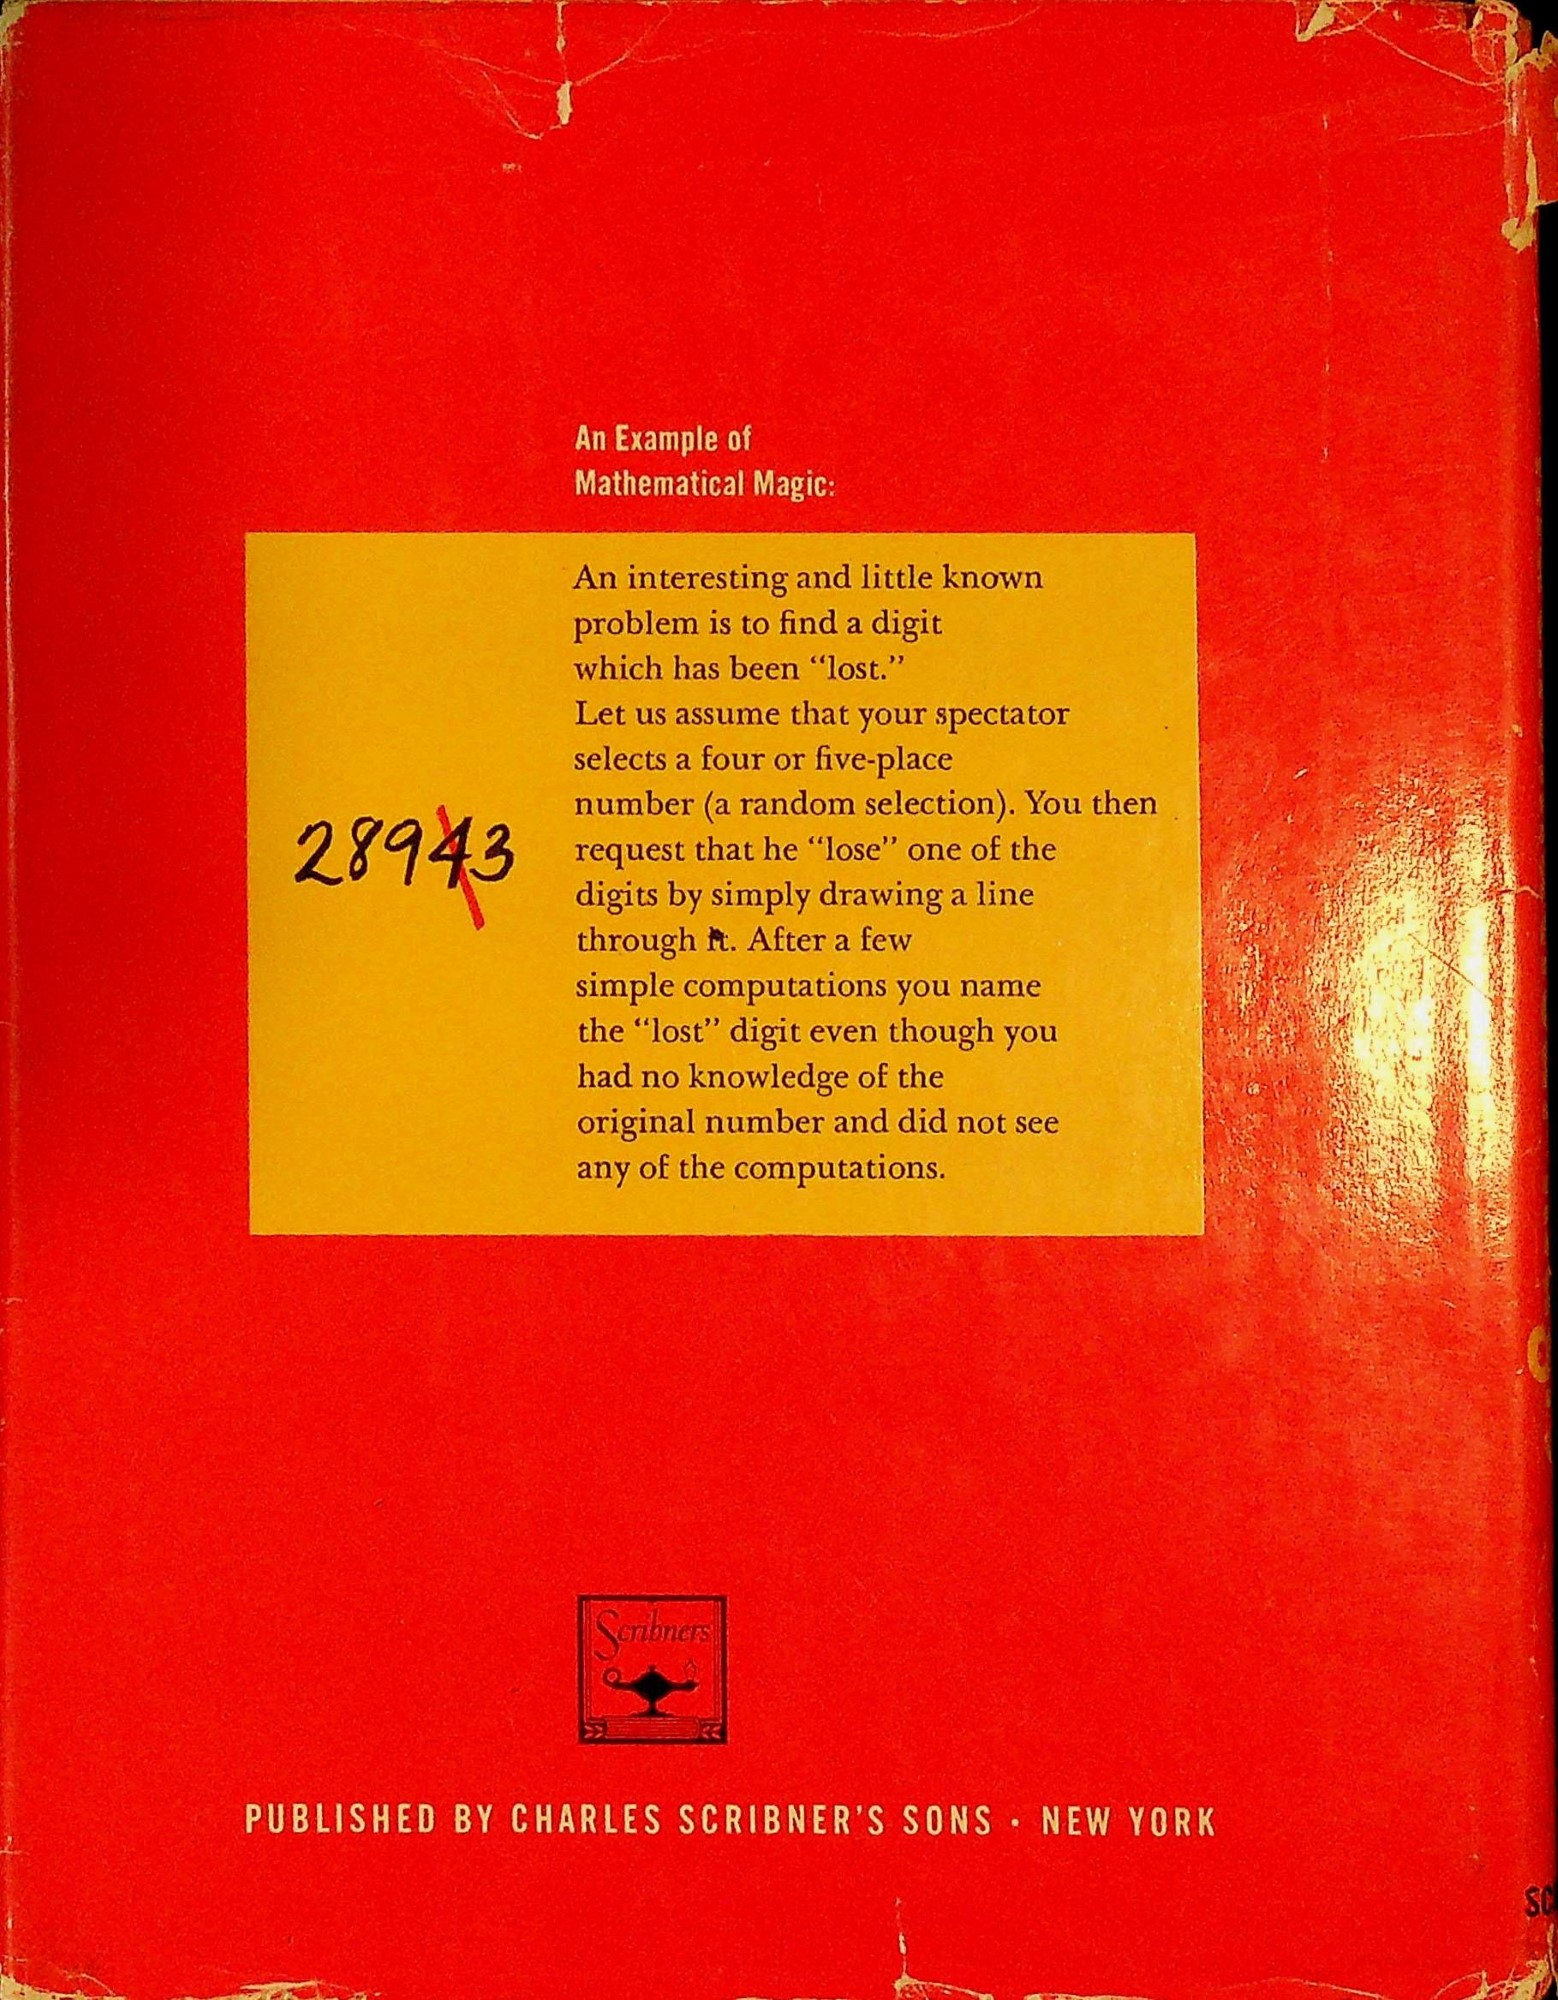 An Example of
Mathematical Magic:
An interesting and little known
problem is to find a digit
which has been “lost.”
Let us assume that your spectator
selects a four or five-place
number (a random selection). You then
request that he “lose” one of the
digits by simply drawing a line
through it. After a few
simple computations you name
the “lost” digit even though you
had no knowledge of the
original number and did not see
any of the computations.
28943
Scribners
PUBLISHED BY CHARLES SCRIBNER'S SONS · NEW YORK